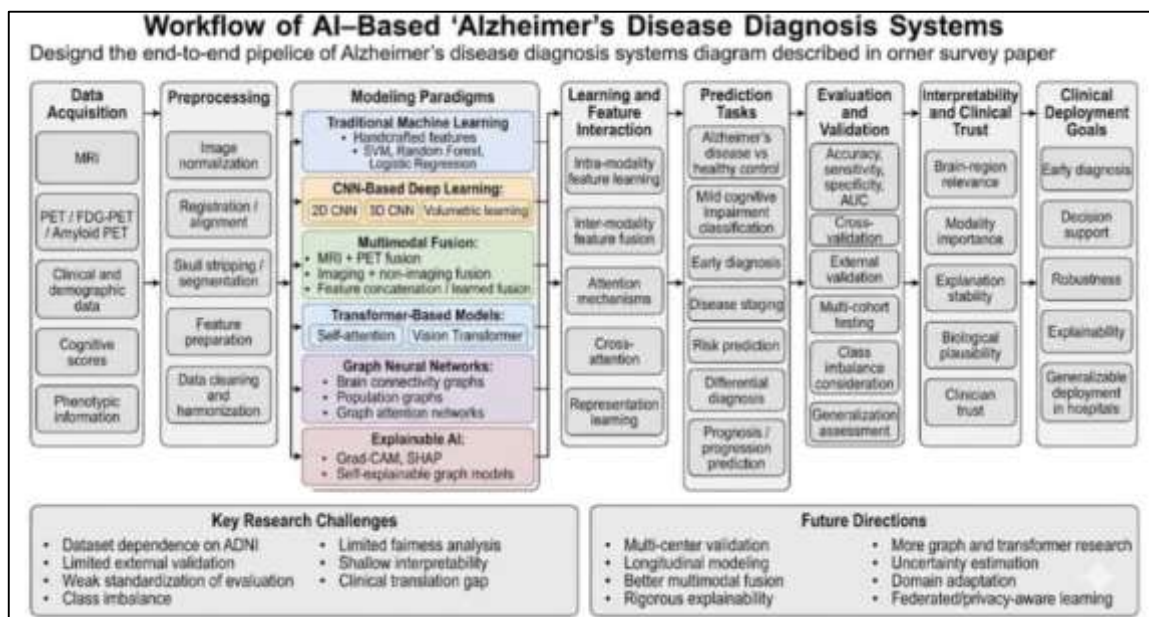 Workflow of AI–Based ‘Alzheimer’s Disease Diagnosis Systems
Designd the end-to-end pipelice of Alzheimer’s disease diagnosis systems diagram described in orner survey paper
Data
Acquisition
MRI
PET / FDG-PET
/ Amyloid PET
Clinical and
demographic
data
Cognitive
scores
Phenotypic
information
Preprocessing
Image
normalization
Registration /
alignment
Skull stripping /
segmentation
Feature
preparation
Data cleaning
and
harmonization
Modeling Paradigms
Traditional Machine Learning
• Handcrafted features
• SVM, Random Forest,
Logistic Regression
CNN-Based Deep Learning:
2D CNN
3D CNN
Volumetric learning
Multimodal Fusion:
• MRI + PET fusion
• Imaging + non-imaging fusion
• Feature concatenation / learned fusion
Transformer-Based Models:
Self-attention
Vision Transformer
Graph Neural Networks:
• Brain connectivity graphs
• Population graphs
• Graph attention networks
Explainable AI:
• Grad-CAM, SHAP
• Self-explainable graph models
Learning and
Feature
Interaction
Intra-modality
feature learning
Inter-modality
feature fusion
Attention
mechanisms
Cross-
attention
Representation
learning
Prediction
Tasks
Alzheimer’s
disease vs
healthy control
Mild cognitive
impairment
classification
Early diagnosis
Disease staging
Risk prediction
Differential
diagnosis
Prognosis /
progression
prediction
Evaluation
and
Validation
Accuracy,
sensitivity,
specificity,
AUC
Cross-
validation
External
validation
Multi-cohort
testing
Class
imbalance
consideration
Generalization
assessment
Interpretability
and Clinical
Trust
Brain-region
relevance
Modality
importance
Explanation
stability
Biological
plausibility
Clinician
trust
Clinical
Deployment
Goals
Early diagnosis
Decision
support
Robustness
Explainability
Generalizable
deployment
in hospitals
Key Research Challenges
• Dataset dependence on ADNI
• Limited external validation
• Weak standardization of evaluation
• Class imbalance
• Limited fairness analysis
• Shallow interpretability
• Clinical translation gap
Future Directions
• Multi-center validation
• Longitudinal modeling
• Better multimodal fusion
• Rigorous explainability
• More graph and transformer research
• Uncertainty estimation
• Domain adaptation
• Federated/privacy-aware learning